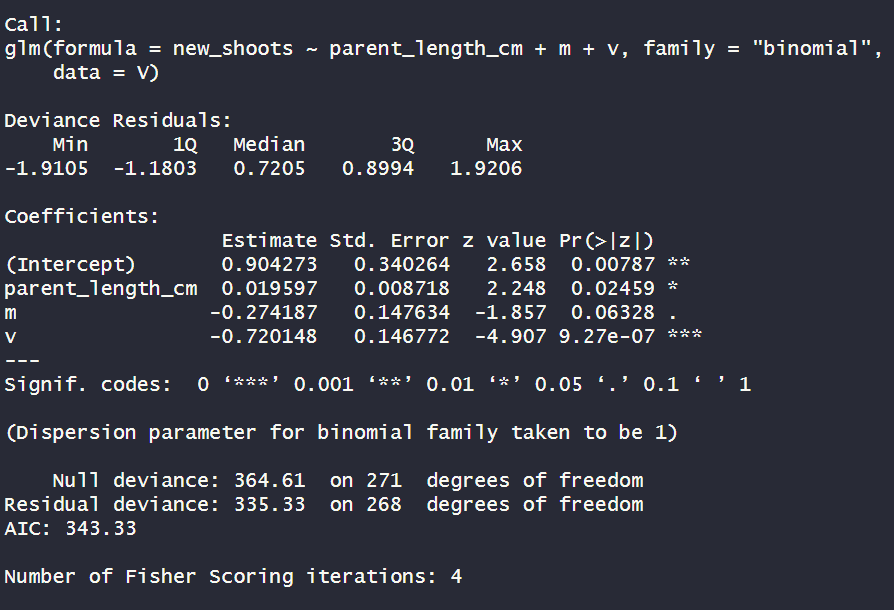 Call:
glm(formula = new_shoots ~ parent_length_cm + m + v, family = "binomial",
    data = V)

Deviance Residuals:
    Min       1Q   Median       3Q      Max
-1.9105  -1.1803   0.7205   0.8994   1.9206

Coefficients:
                  Estimate Std. Error z value Pr(>|z|)
(Intercept)       0.904273   0.340264   2.658  0.00787 **
parent_length_cm  0.019597   0.008718   2.248  0.02459 *
m                -0.274187   0.147634  -1.857  0.06328 .
v                -0.720148   0.146772  -4.907 9.27e-07 ***
---
Signif. codes:  0 ‘***’ 0.001 ‘**’ 0.01 ‘*’ 0.05 ‘.’ 0.1 ‘ ’ 1

(Dispersion parameter for binomial family taken to be 1)

    Null deviance: 364.61  on 271  degrees of freedom
Residual deviance: 335.33  on 268  degrees of freedom
AIC: 343.33

Number of Fisher Scoring iterations: 4